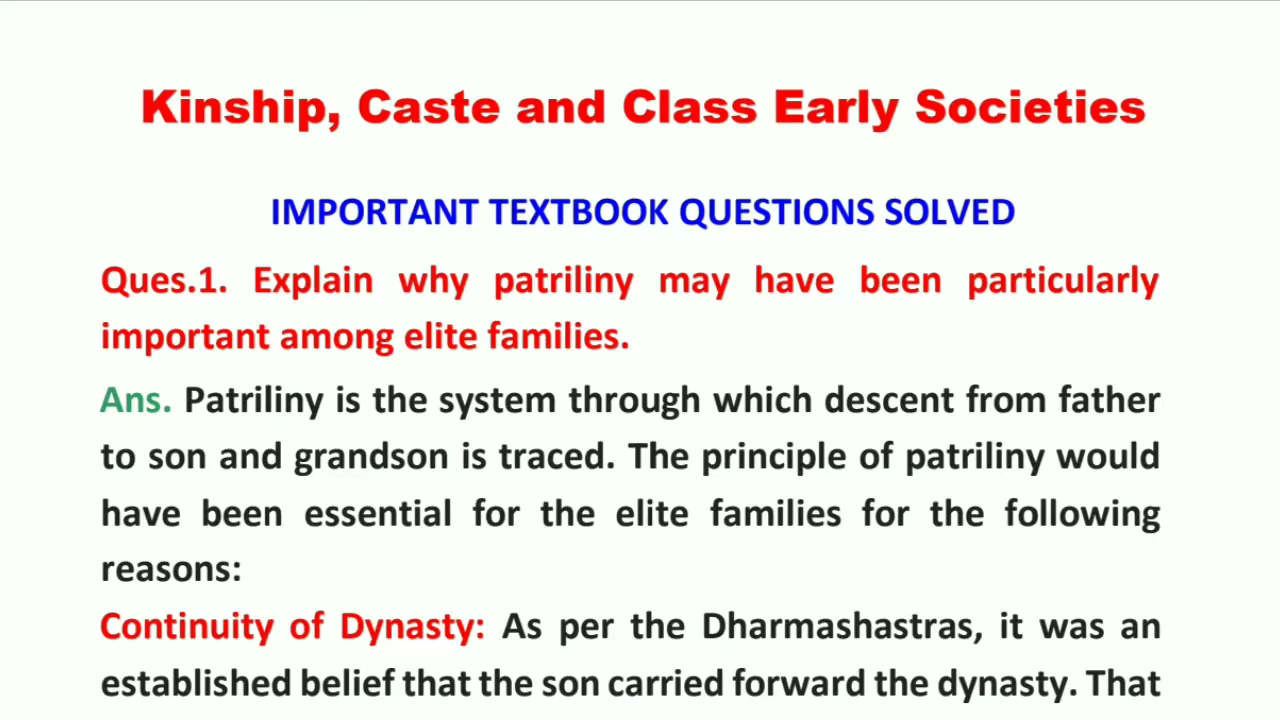 Kinship, Caste and Class Early Societies
IMPORTANT TEXTBOOK QUESTIONS SOLVED
Ques.1. Explain why patriliny may have been particularly
important among elite families.
Ans. Patriliny is the system through which descent from father
to son and grandson is traced. The principle of patriliny would
have been essential for the elite families for the following
reasons:
Continuity of Dynasty: As per the Dharmashastras, it was an
established belief that the son carried forward the dynasty. That